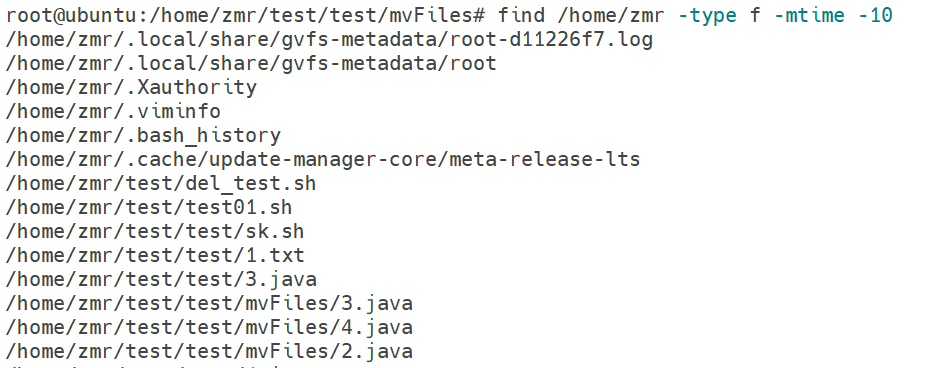 root@ubuntu:/home/zmr/test/test/mvFiles# find /home/zmr -type f -mtime -10
/home/zmr/.local/share/gvfs-metadata/root-d11226f7.log
/home/zmr/.local/share/gvfs-metadata/root
/home/zmr/.Xauthority
/home/zmr/.viminfo
/home/zmr/.bash_history
/home/zmr/.cache/update-manager-core/meta-release-lts
/home/zmr/test/del_test.sh
/home/zmr/test/test01.sh
/home/zmr/test/test/sk.sh
/home/zmr/test/test/1.txt
/home/zmr/test/test/3.java
/home/zmr/test/test/mvFiles/3.java
/home/zmr/test/test/mvFiles/4.java
/home/zmr/test/test/mvFiles/2.java